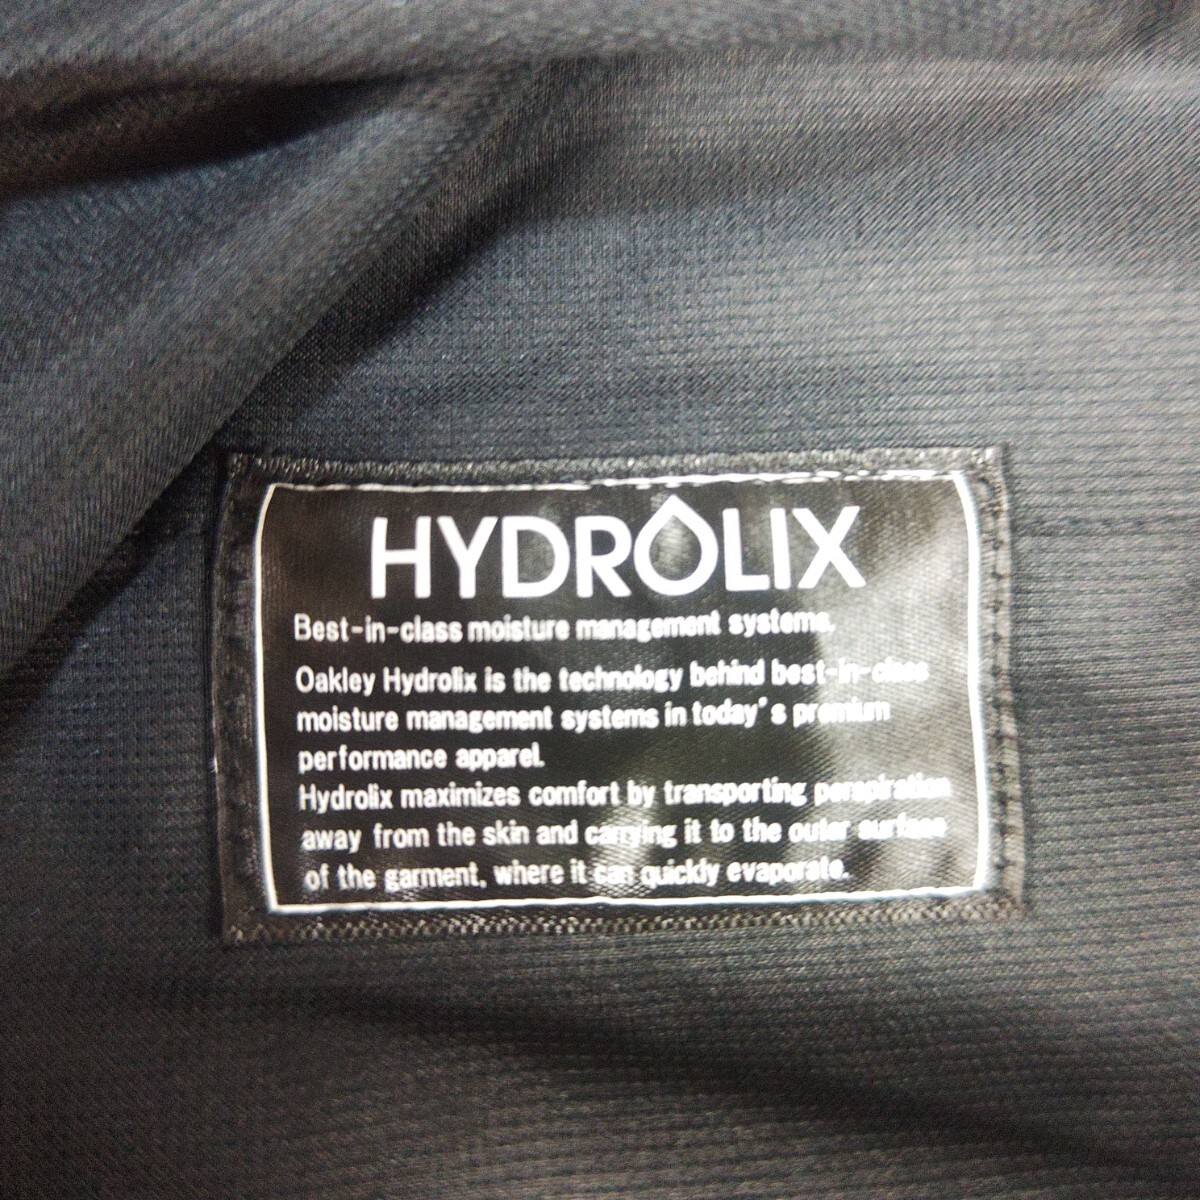 HYDROLIX
Best-in-class moisture management systems.
Oakley Hydrolix is the technology behind best-in-class
moisture management systems in today's premium
performance apparel.
Hydrolix maximizes comfort by transporting perspiration
away from the skin and carrying it to the outer surface
of the garment, where it can quickly evaporate.